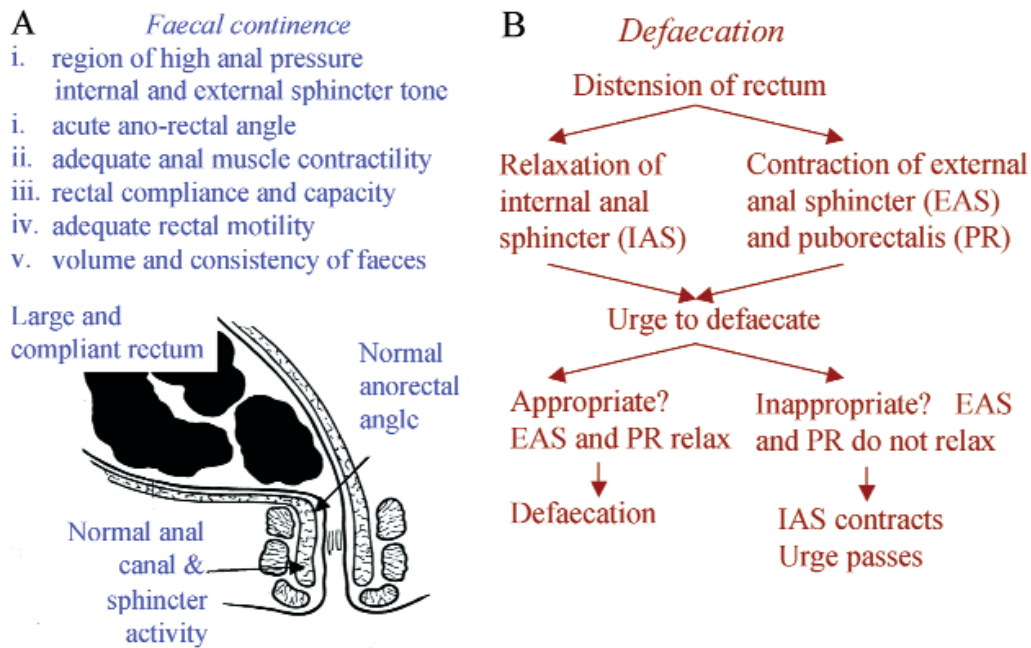 A
Faecal continence
i. region of high anal pressure
internal and external sphincter tone
i. acute ano-rectal angle
ii. adequate anal muscle contractility
iii. rectal compliance and capacity
iv. adequate rectal motility
v. volume and consistency of faeces
Large and
compliant rectum
Normal
anorectal
angle
Normal anal
canal &
sphincter
activity
B
Defaecation
Distension of rectum
Relaxation of
internal anal
sphincter (IAS)
Contraction of external
anal sphincter (EAS)
and puborectalis (PR)
Urge to defaecate
Appropriate?
EAS and PR relax
Inappropriate? EAS
and PR do not relax
Defaecation
IAS contracts
Urge passes